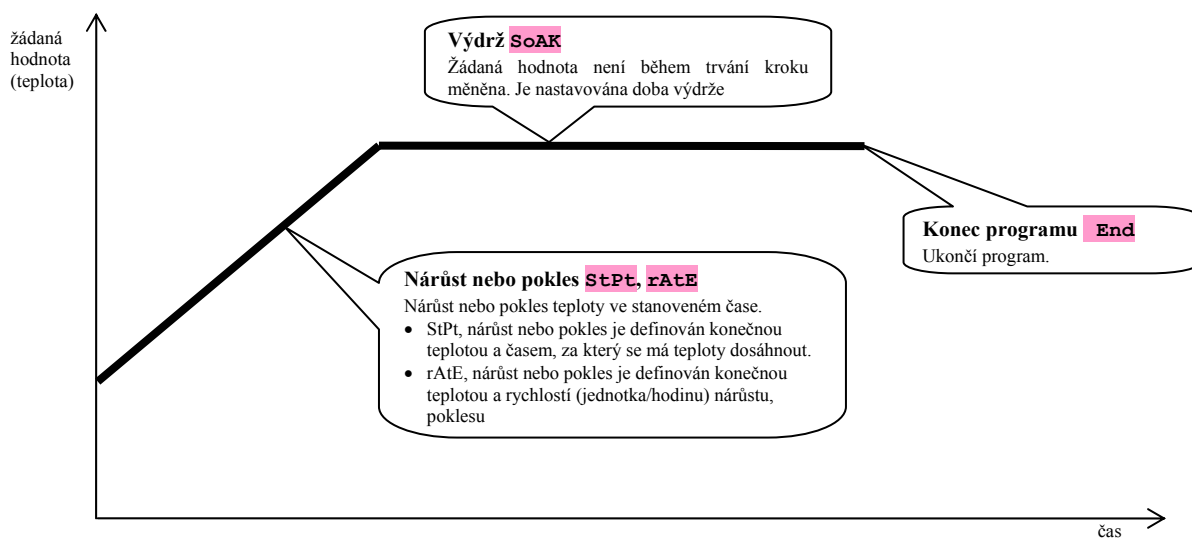 žádaná
hodnota
(teplota)
Výdrž SoAK
Žádaná hodnota není během trvání kroku
měněna. Je nastavována doba výdrže
Konec programu End
Ukončí program.
Nárůst nebo pokles StPt, rAtE
Nárůst nebo pokles teploty ve stanoveném čase.
• StPt, nárůst nebo pokles je definován konečnou
teplotou a časem, za který se má teploty dosáhnout.
• rAtE, nárůst nebo pokles je definován konečnou
teplotou a rychlostí (jednotka/hodinu) nárůstu,
poklesu
čas